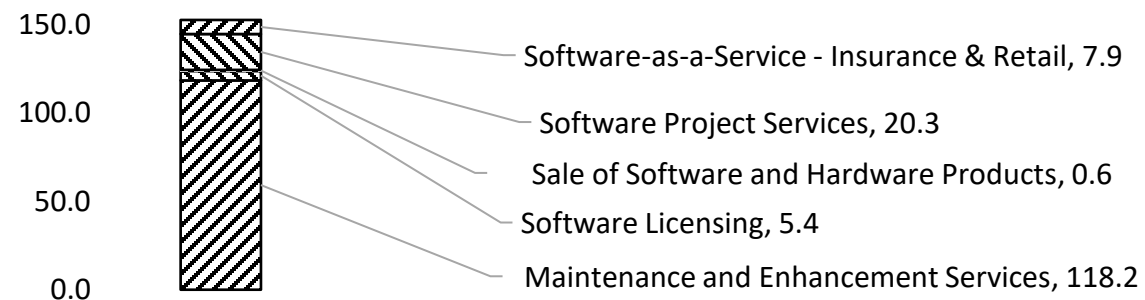 150.0
100.0
50.0
0.0
Software-as-a-Service - Insurance & Retail, 7.9
Software Project Services, 20.3
Sale of Software and Hardware Products, 0.6
Software Licensing, 5.4
Maintenance and Enhancement Services, 118.2